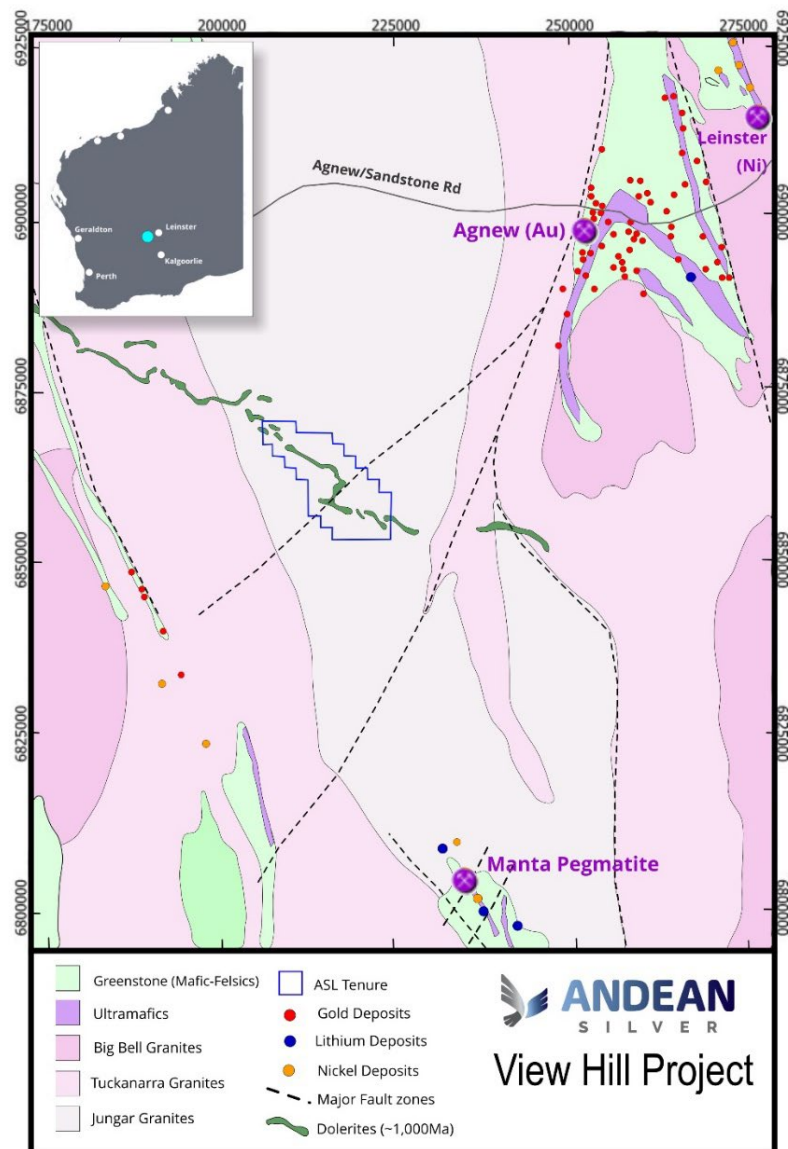 175000 200000 225000 250000 275000
6925000
6925000
Leinster
(Ni)
Agnew/Sandstone Rd
6900000
6900000
Agnew (Au)
Geraldton
Leinster
Kalgoorlie
Perth
6875000
6875000
6850000
6850000
6825000
6825000
Manta Pegmatite
6800000
6800000
Greenstone (Mafic-Felsics)
Ultramafics
Big Bell Granites
Tuckanarra Granites
Jungar Granites
ASL Tenure
Gold Deposits
Lithium Deposits
Nickel Deposits
Major Fault zones
Dolerites (~1,000Ma)
ANDEAN
SILVER
View Hill Project